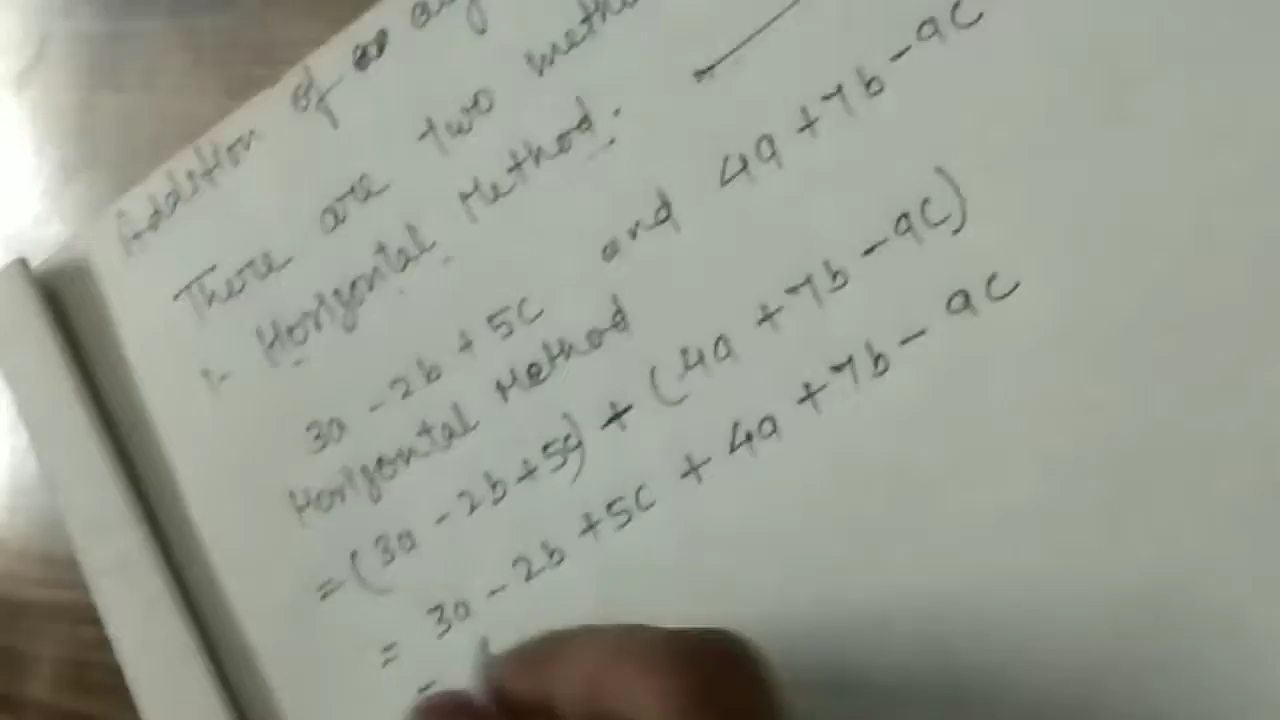 Addition of
There are two
1- Horizontal Method.
3a - 2b + 5c and 4a + 7b - 9c
Horizontal Method
= (3a - 2b + 5c) + (4a + 7b - 9c)
= 3a - 2b + 5c + 4a + 7b - 9c
= (